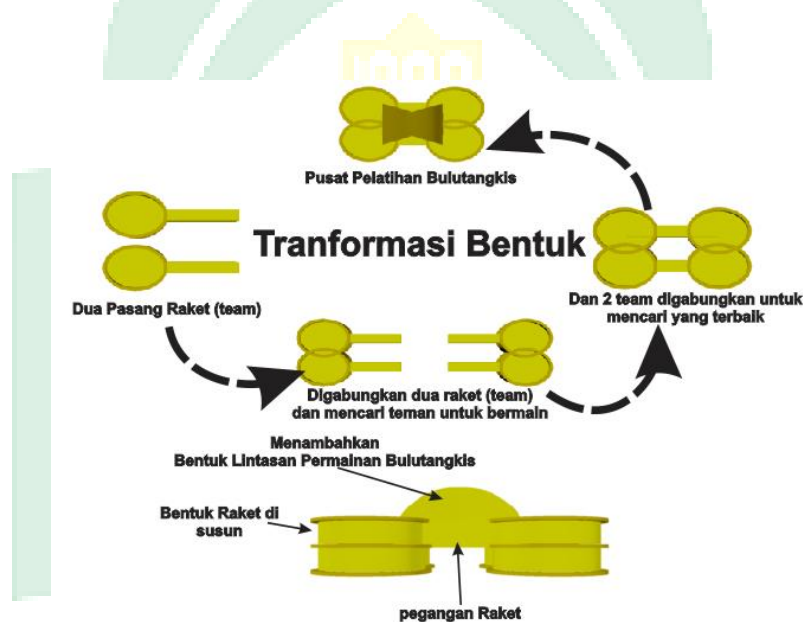 Pusat Pelatihan Bulutangkis
Tranformasi Bentuk
Dua Pasang Raket (team)
Dan 2 team digabungkan untuk
mencari yang terbaik
Digabungkan dua raket (team)
dan mencari teman untuk bermain
Menambahkan
Bentuk Lintasan Permainan Bulutangkis
Bentuk Raket di
susun
pegangan Raket